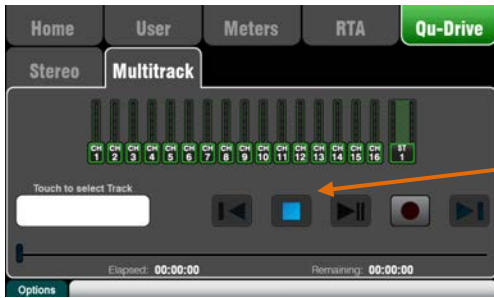 Home User Meters RTA Qu-Drive
Stereo Multitrack
CH 1 CH 2 CH 3 CH 4 CH 5 CH 6 CH 7 CH 8 CH 9 CH 10 CH 11 CH 12 CH 13 CH 14 CH 15 CH 16 ST 1
Touch to select Track
Elapsed: 00:00:00 Remaining: 00:00:00
Options